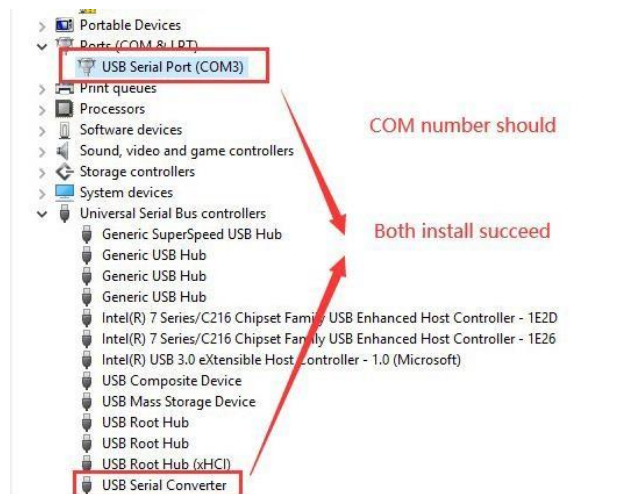 Portable Devices
Ports (COM & LPT)
USB Serial Port (COM3)
Print queues
Processors
COM number should
Software devices
Sound, video and game controllers
Storage controllers
System devices
Universal Serial Bus controllers
Both install succeed
Generic SuperSpeed USB Hub
Generic USB Hub
Generic USB Hub
Generic USB Hub
Intel(R) 7 Series/C216 Chipset Family USB Enhanced Host Controller - 1E2D
Intel(R) 7 Series/C216 Chipset Family USB Enhanced Host Controller - 1E26
Intel(R) USB 3.0 eXtensible Host Controller - 1.0 (Microsoft)
USB Composite Device
USB Mass Storage Device
USB Root Hub
USB Root Hub
USB Root Hub (xHCI)
USB Serial Converter